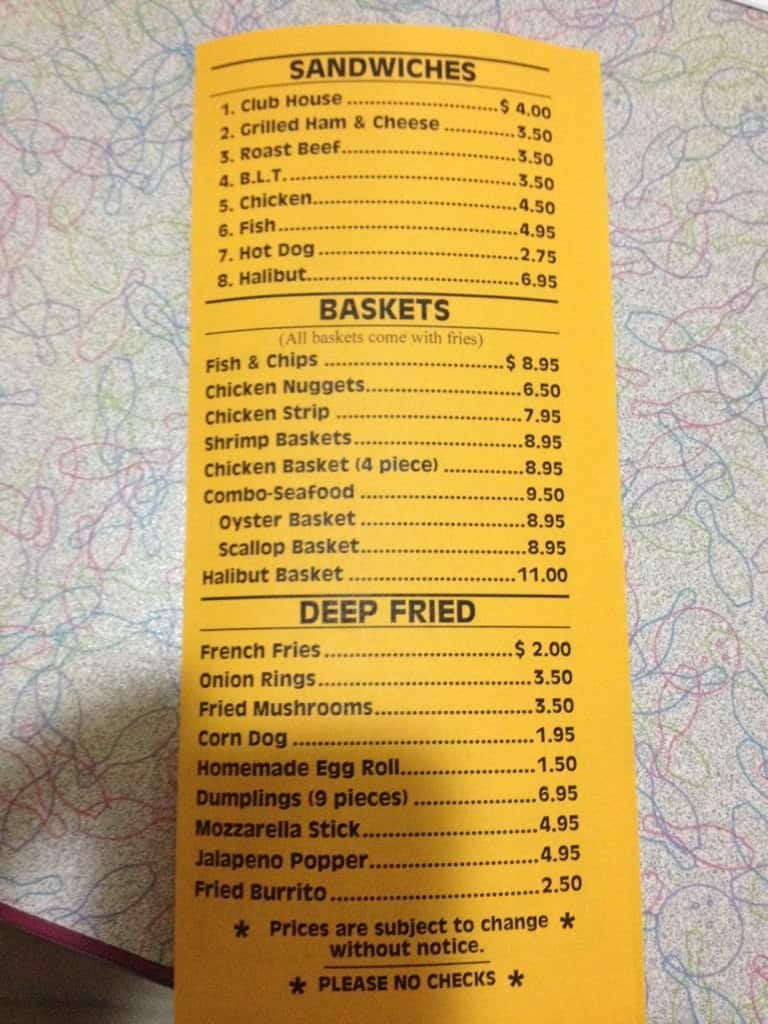 SANDWICHES
1. Club House ........................... $ 4.00
2. Grilled Ham & Cheese ............ 3.50
3. Roast Beef............................. 3.50
4. B.L.T. ..................................... 3.50
5. Chicken................................... 4.50
6. Fish......................................... 4.95
7. Hot Dog .................................. 2.75
8. Halibut.................................... 6.95
BASKETS
(All baskets come with fries)
Fish & Chips ............................. $ 8.95
Chicken Nuggets......................... 6.50
Chicken Strip .............................. 7.95
Shrimp Baskets........................... 8.95
Chicken Basket (4 piece) ............ 8.95
Combo-Seafood .......................... 9.50
Oyster Basket ............................. 8.95
Scallop Basket............................. 8.95
Halibut Basket ........................... 11.00
DEEP FRIED
French Fries............................... $ 2.00
Onion Rings................................ 3.50
Fried Mushrooms........................ 3.50
Corn Dog .................................... 1.95
Homemade Egg Roll..................... 1.50
Dumplings (9 pieces) .................. 6.95
Mozzarella Stick.......................... 4.95
Jalapeno Popper.......................... 4.95
Fried Burrito ............................... 2.50
* Prices are subject to change *
without notice.
* PLEASE NO CHECKS *